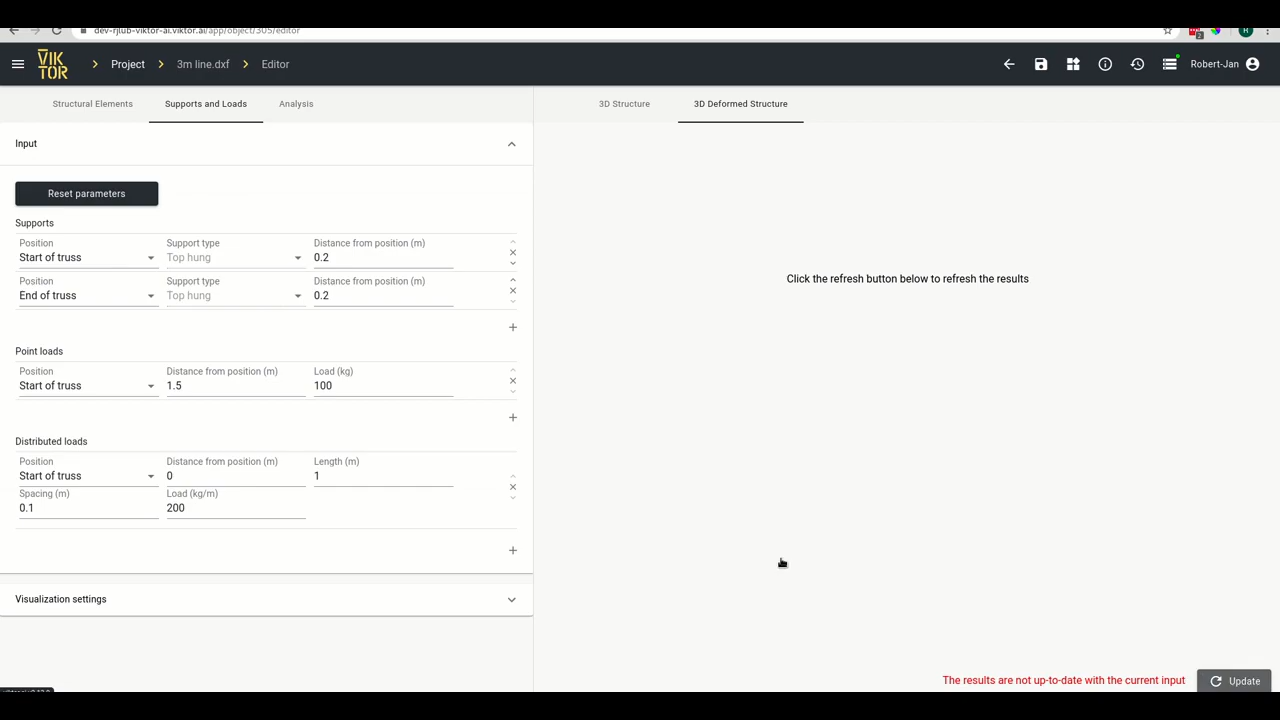 dev-rjlub-viktor-ai.viktor.ai/app/object/305/editor
VIKTOR Project 3m line.dxf Editor Robert-Jan
Structural Elements Supports and Loads Analysis 3D Structure 3D Deformed Structure
Input
Reset parameters
Supports
Position Support type Distance from position (m)
Start of truss Top hung 0.2
Position Support type Distance from position (m)
End of truss Top hung 0.2
Click the refresh button below to refresh the results
Point loads
Position Distance from position (m) Load (kg)
Start of truss 1.5 100
Distributed loads
Position Distance from position (m) Length (m)
Start of truss 0 1
Spacing (m) Load (kg/m)
0.1 200
Visualization settings
The results are not up-to-date with the current input Update